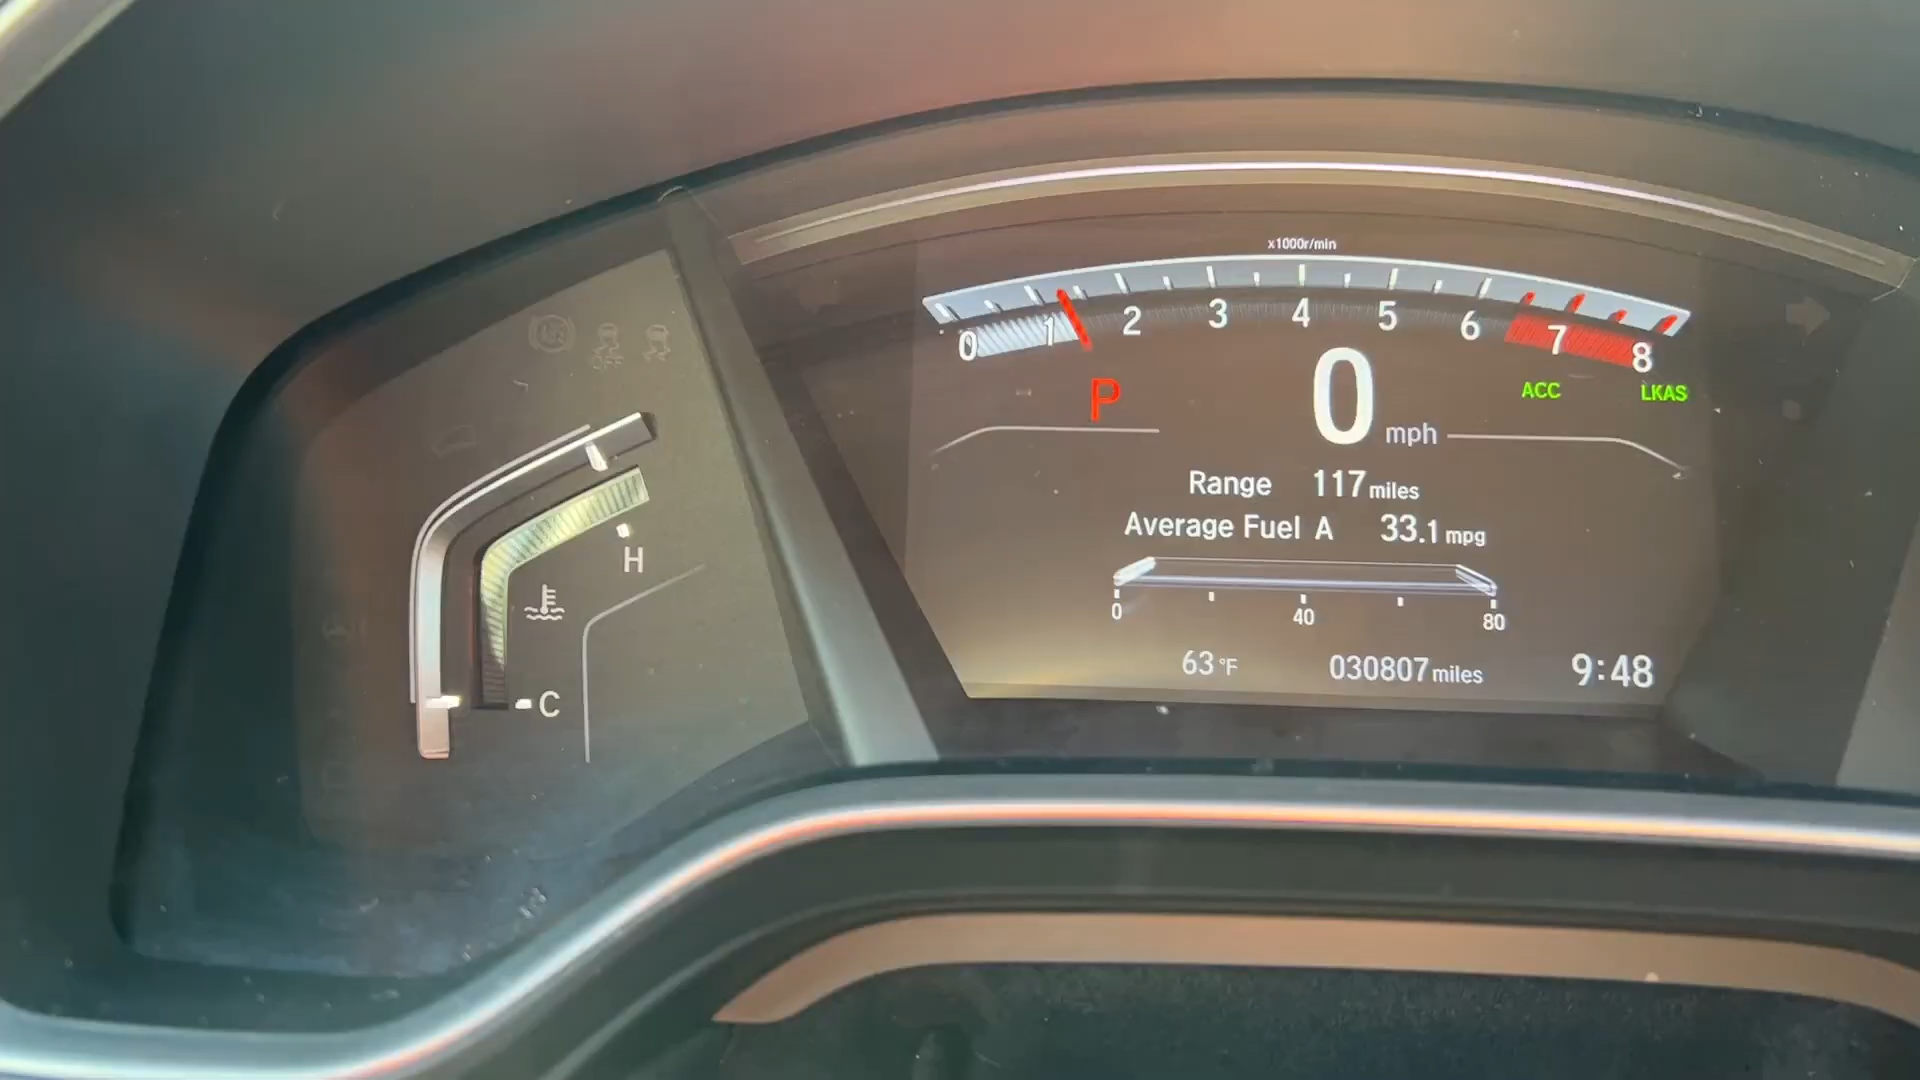 x1000r/min
0 1 2 3 4 5 6 7 8
P
0 mph
ACC LKAS
Range 117 miles
Average Fuel A 33.1 mpg
0 40 80
63 °F 030807 miles 9:48
H
C